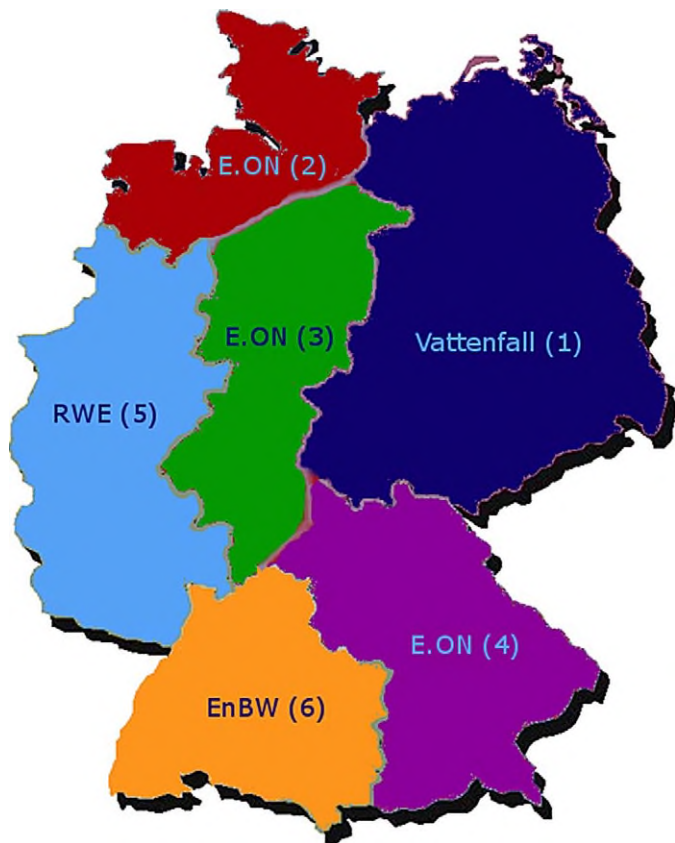 E.ON (2)
E.ON (3)
Vattenfall (1)
RWE (5)
E.ON (4)
EnBW (6)